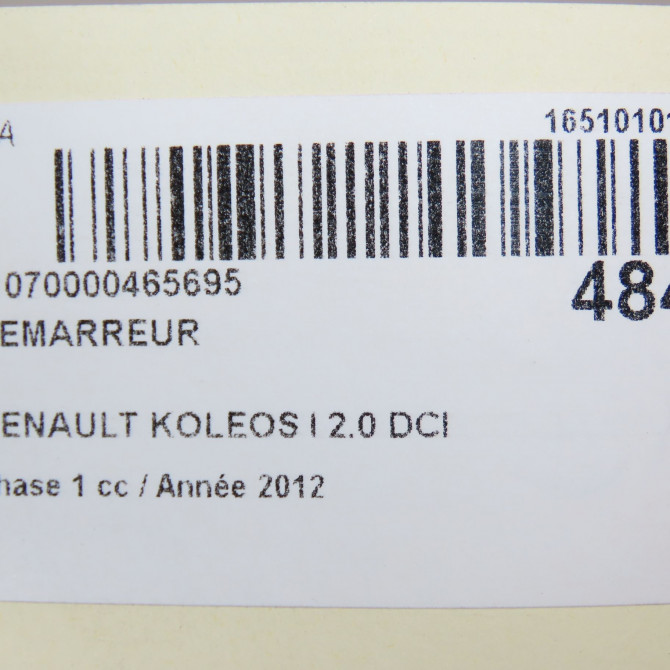 A
16510101
070000465695
484
EMARREUR
ENAULT KOLEOS I 2.0 DCI
hase 1 cc / Année 2012